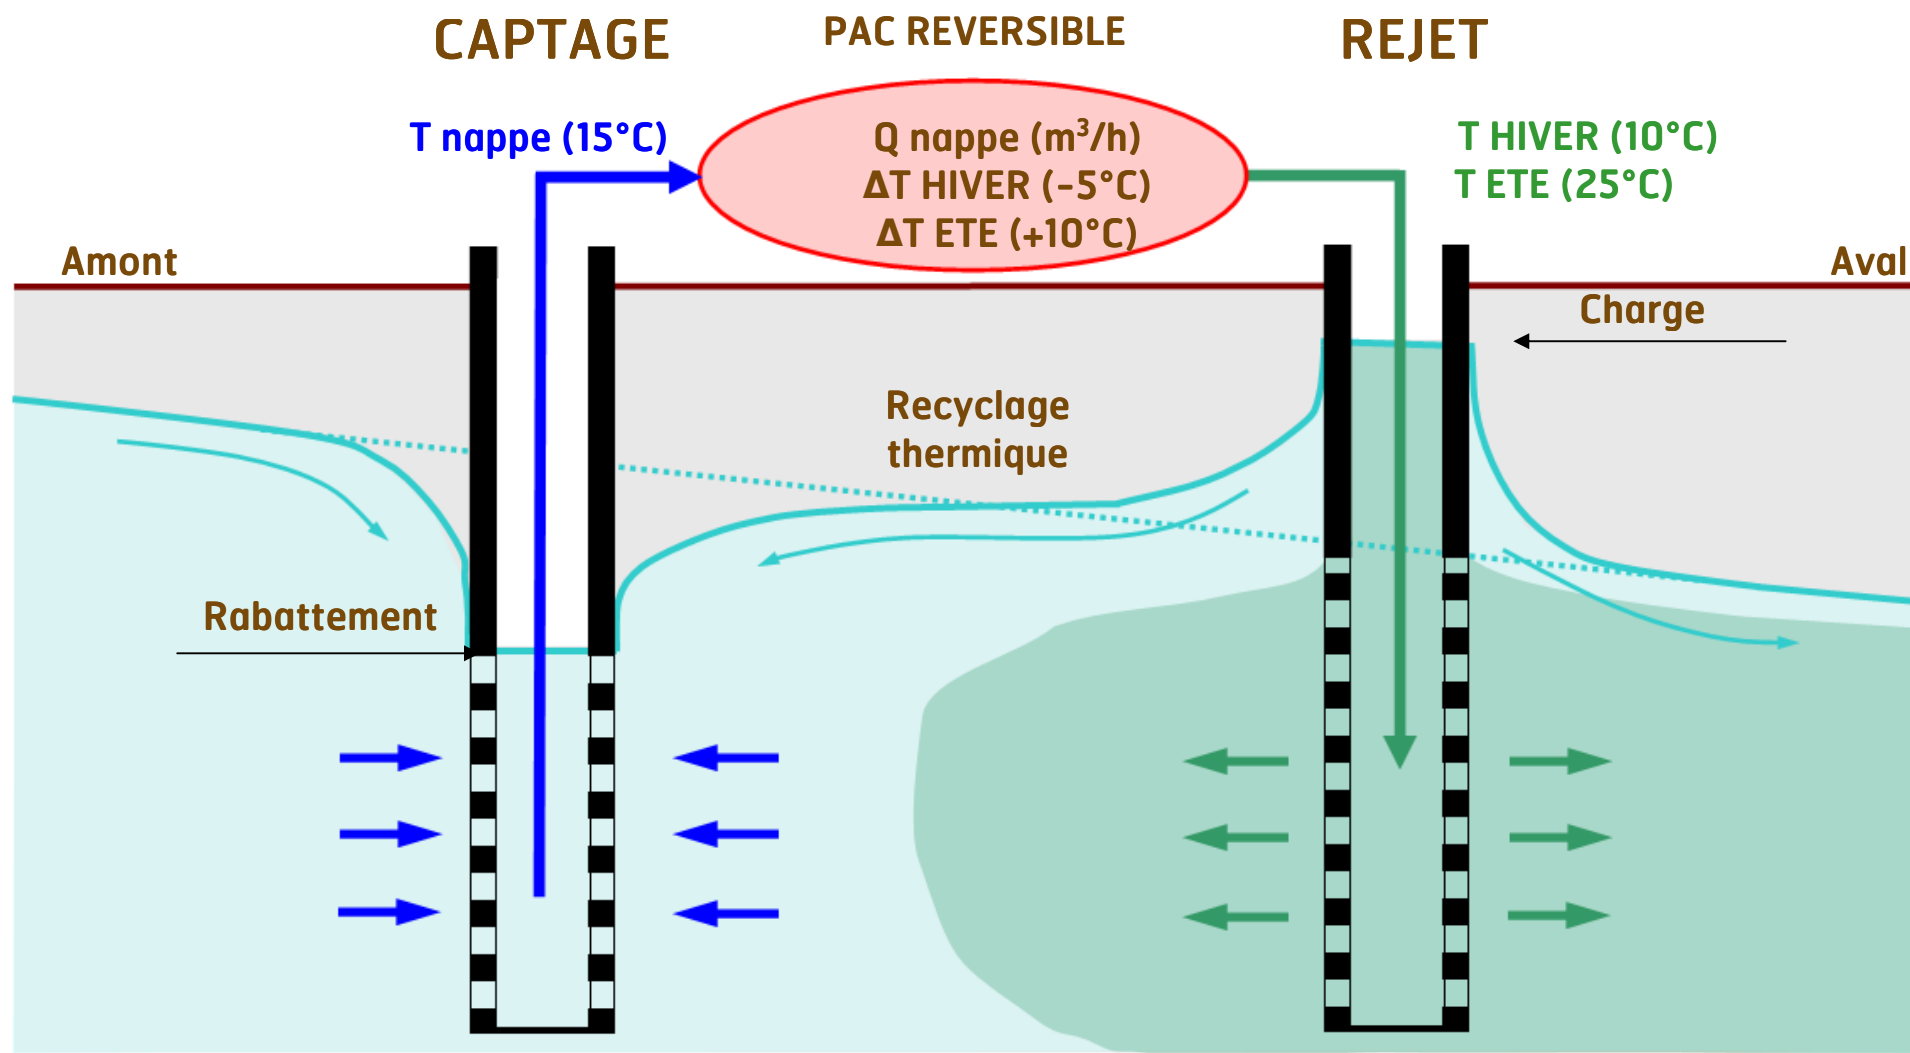 CAPTAGE
PAC REVERSIBLE
REJET
T nappe (15°C)
Q nappe (m³/h)
ΔT HIVER (-5°C)
ΔT ETE (+10°C)
T HIVER (10°C)
T ETE (25°C)
Amont
Aval
Charge
Recyclage
thermique
Rabattement